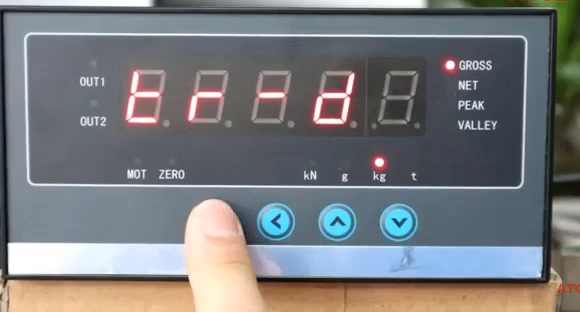 OUT1
OUT2
tr-d
GROSS
NET
PEAK
VALLEY
MOT ZERO
kN g kg t